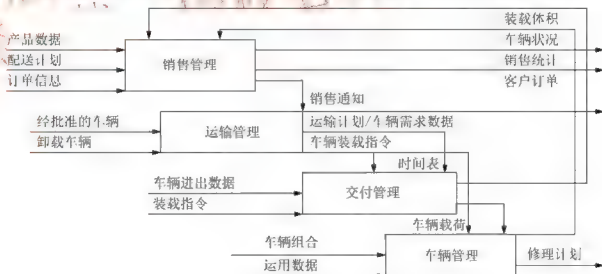 装载体积
产品数据
车辆状况
配送计划
销售管理
销售统计
订单信息
客户订单
销售通知
经批准的车辆
运输计划/车辆需求数据
运输管理
卸载车辆
车辆装载指令
时间表
车辆进出数据
交付管理
装载指令
车辆载荷
车辆组合
车辆管理
修理计划
运用数据